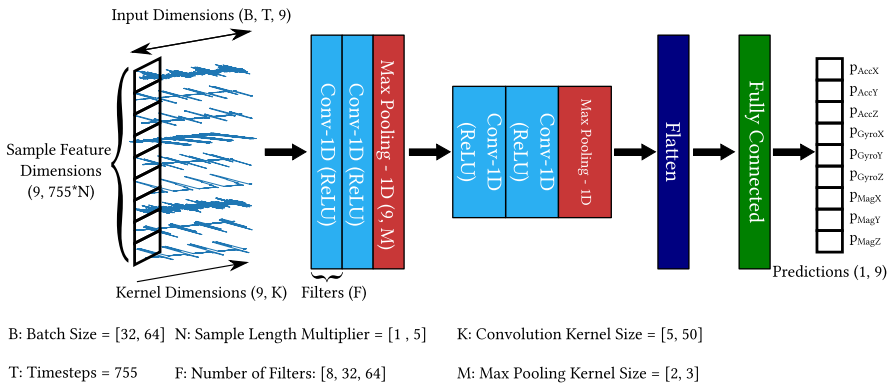 Input Dimensions (B, T, 9)
Sample Feature
Dimensions
(9, 755*N)
Kernel Dimensions (9, K)
Conv-1D (ReLU)
Conv-1D (ReLU)
Max Pooling - 1D (9, M)
Filters (F)
Conv-1D
(ReLU)
Conv-1D
(ReLU)
Max Pooling - 1D
Flatten
Fully Connected
pAccX
pAccY
pAccZ
pGyroX
pGyroY
pGyroZ
pMagX
pMagY
pMagZ
Predictions (1, 9)
B: Batch Size = [32, 64] N: Sample Length Multiplier = [1 , 5] K: Convolution Kernel Size = [5, 50]
T: Timesteps = 755 F: Number of Filters: [8, 32, 64] M: Max Pooling Kernel Size = [2, 3]